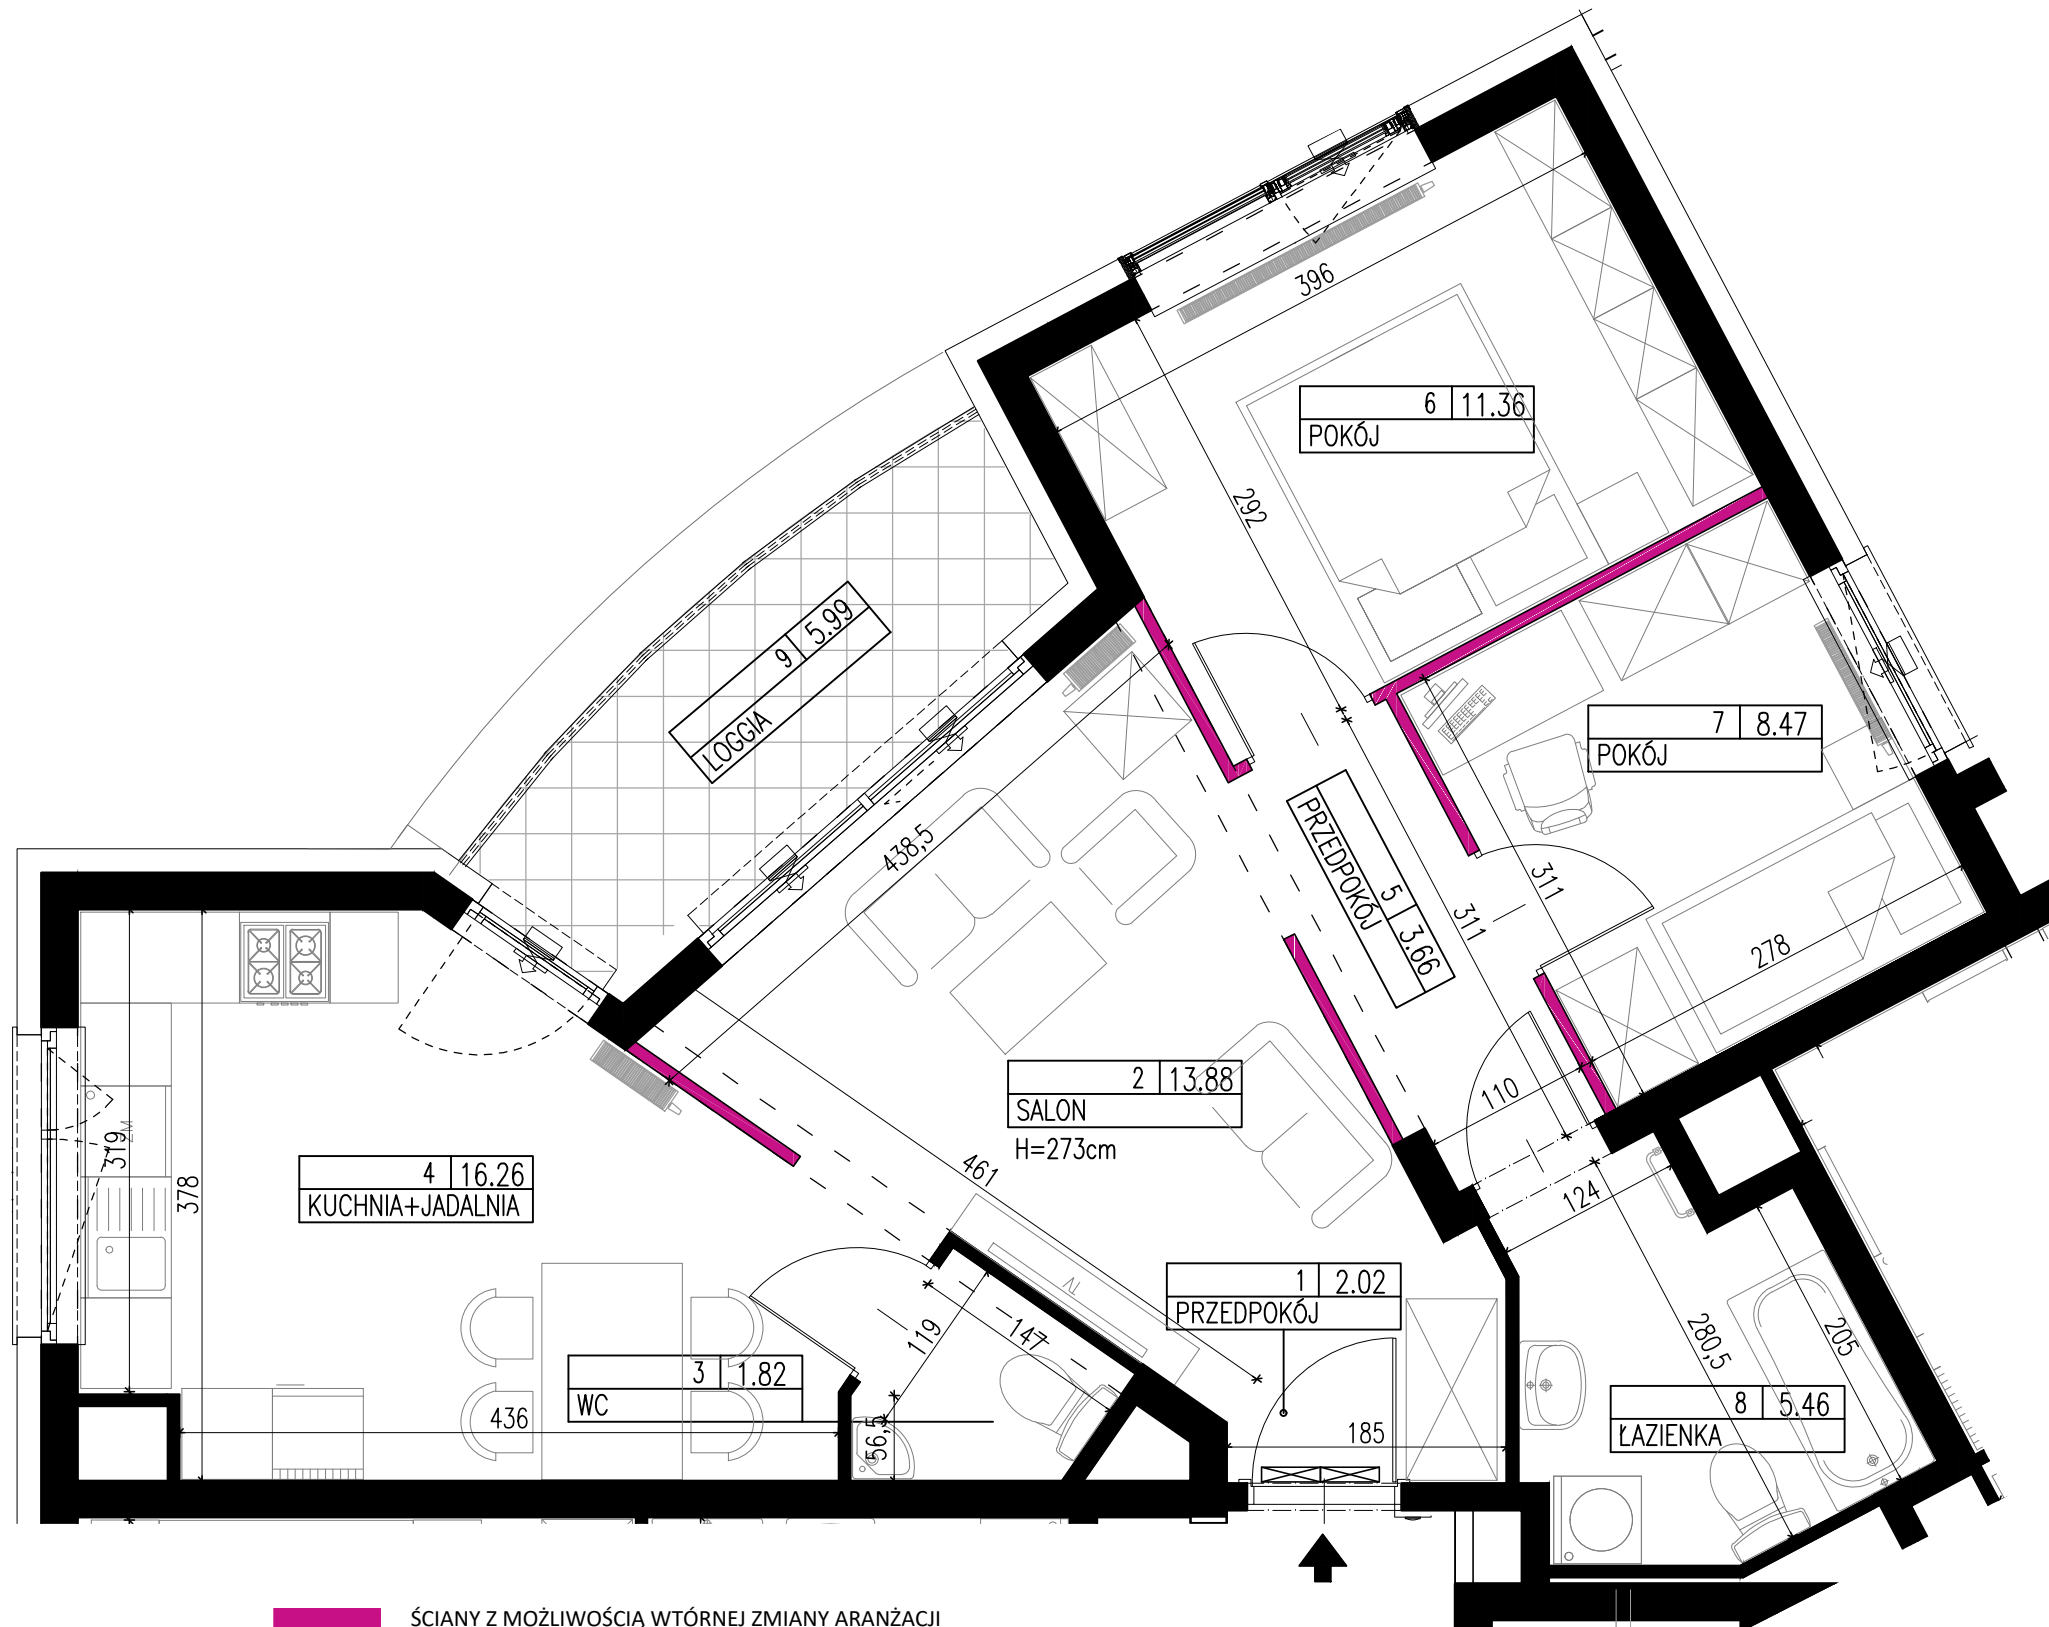 396
6 11.36
POKÓJ
292
9 5.99
LOGGIA
7 8.47
POKÓJ
438,5
5 3.66
PRZEDPOKÓJ
311
311
278
2 13.88
SALON
H=273cm
110
124
319
ZM
378
4 16.26
KUCHNIA+JADALNIA
461
TV
1 2.02
PRZEDPOKÓJ
119
147
280,5
205
3 1.82
WC
436
56,5
185
8 5.46
ŁAZIENKA
ŚCIANY Z MOŻLIWOŚCIĄ WTÓRNEJ ZMIANY ARANŻACJI